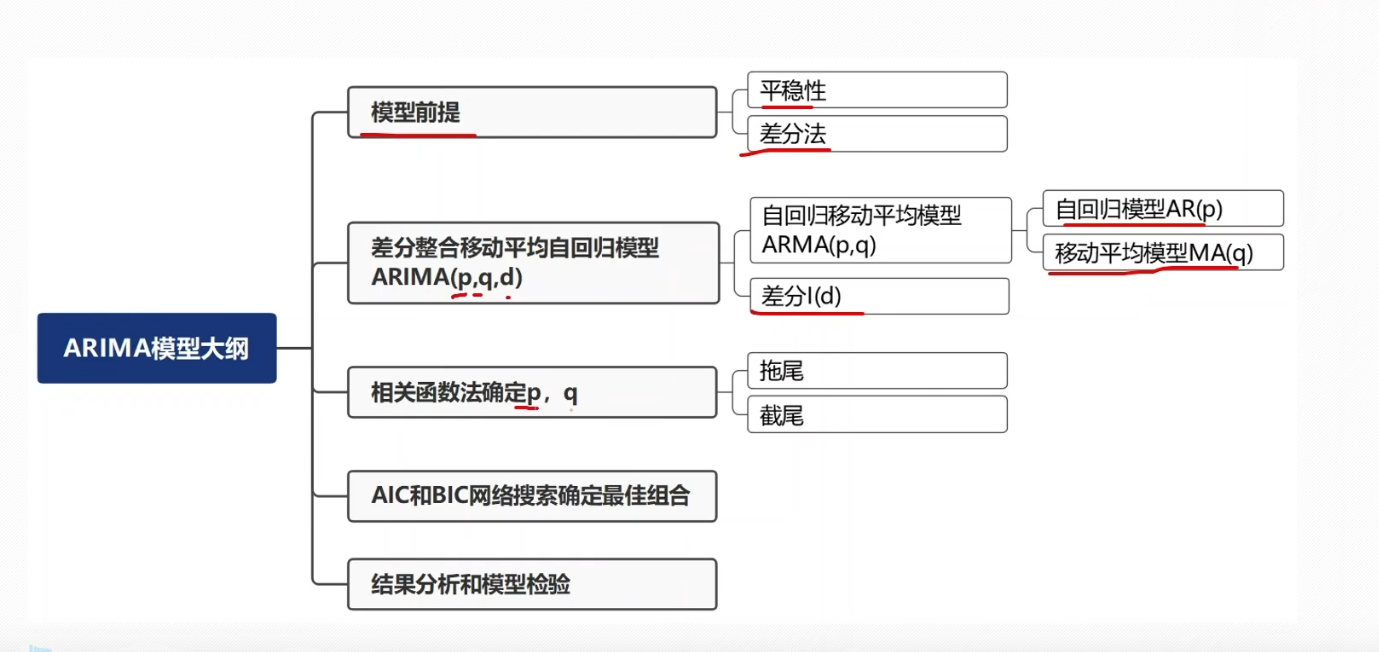 模型前提
平稳性
差分法
差分整合移动平均自回归模型
ARIMA(p,q,d)
自回归移动平均模型
ARMA(p,q)
自回归模型AR(p)
移动平均模型MA(q)
差分I(d)
ARIMA模型大纲
相关函数法确定p，q
拖尾
截尾
AIC和BIC网络搜索确定最佳组合
结果分析和模型检验